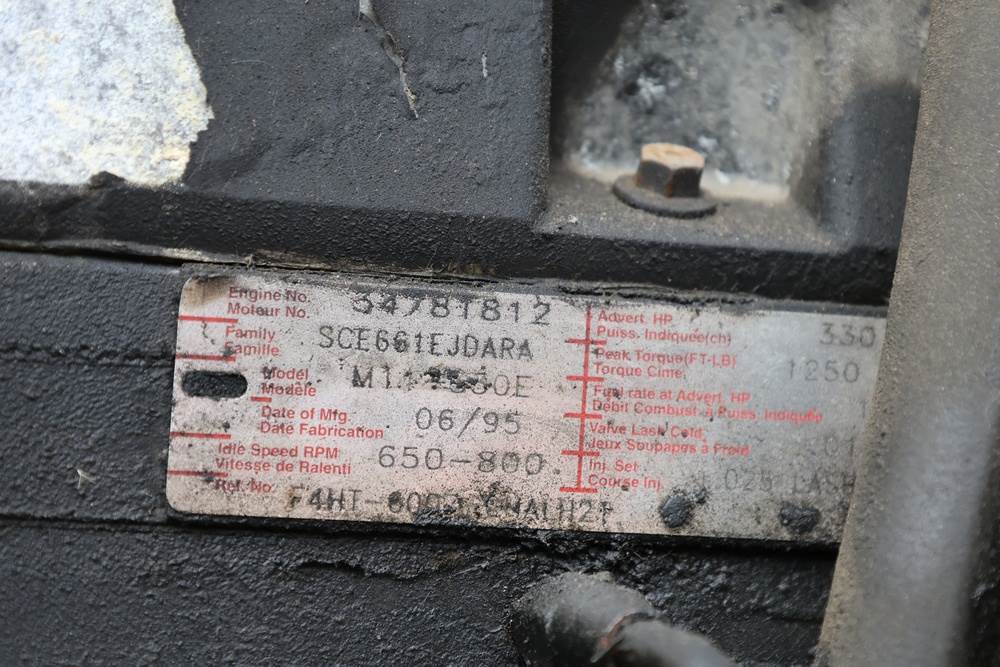 Engine No. 34781812
Moteur No.
Family SCE661EJDARA
Famille
Model
Modèle
Date of Mfg. 06/95
Date Fabrication
Idle Speed RPM 650-800.
Vitesse de Ralenti
Ref. No.
Advert. HP 330
Puiss. Indiquée(ch)
Peak Torque(FT-LB) 1250
Torque Cime.
Fuel rate at Advert. HP
Débit Combust à Puiss. Indiquée
Valve Lash Cold.
Jeux Soupapes à Froid
Inj. Set
Course Inj.